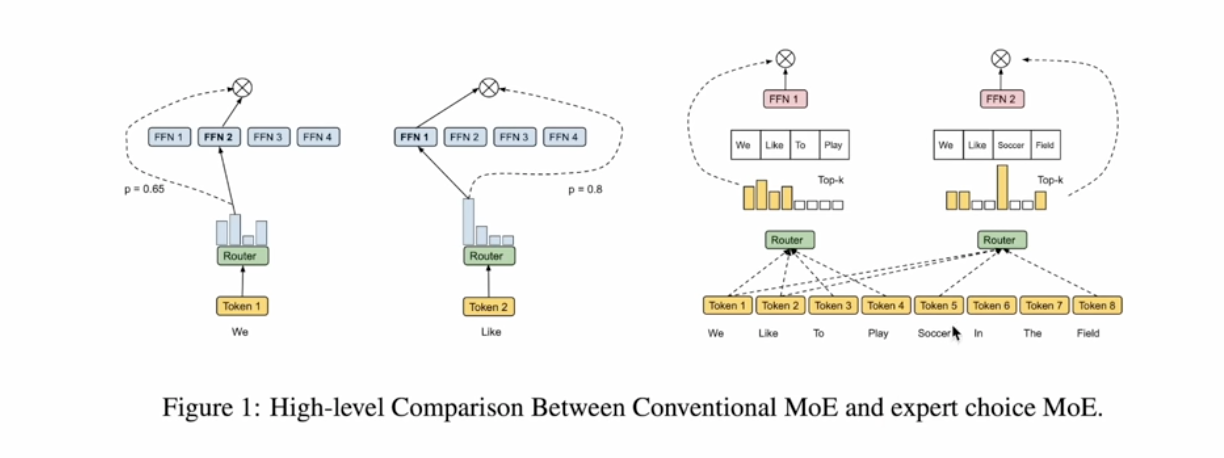 FFN 1 FFN 2
FFN 1 FFN 2 FFN 3 FFN 4 FFN 1 FFN 2 FFN 3 FFN 4
We Like To Play We Like Soccer Field
p = 0.65 p = 0.8 Top-k Top-k
Router Router
Router Router
Token 1 Token 2 Token 1 Token 2 Token 3 Token 4 Token 5 Token 6 Token 7 Token 8
We Like We Like To Play Soccer In The Field
Figure 1: High-level Comparison Between Conventional MoE and expert choice MoE.